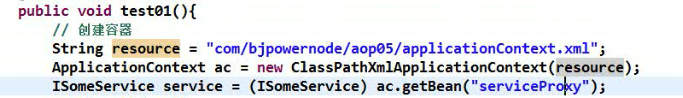 public void test01(){
// 创建容器
String resource = "com/bjpowernode/aop05/applicationContext.xml";
ApplicationContext ac = new ClassPathXmlApplicationContext(resource);
ISomeService service = (ISomeService) ac.getBean("serviceProxy");